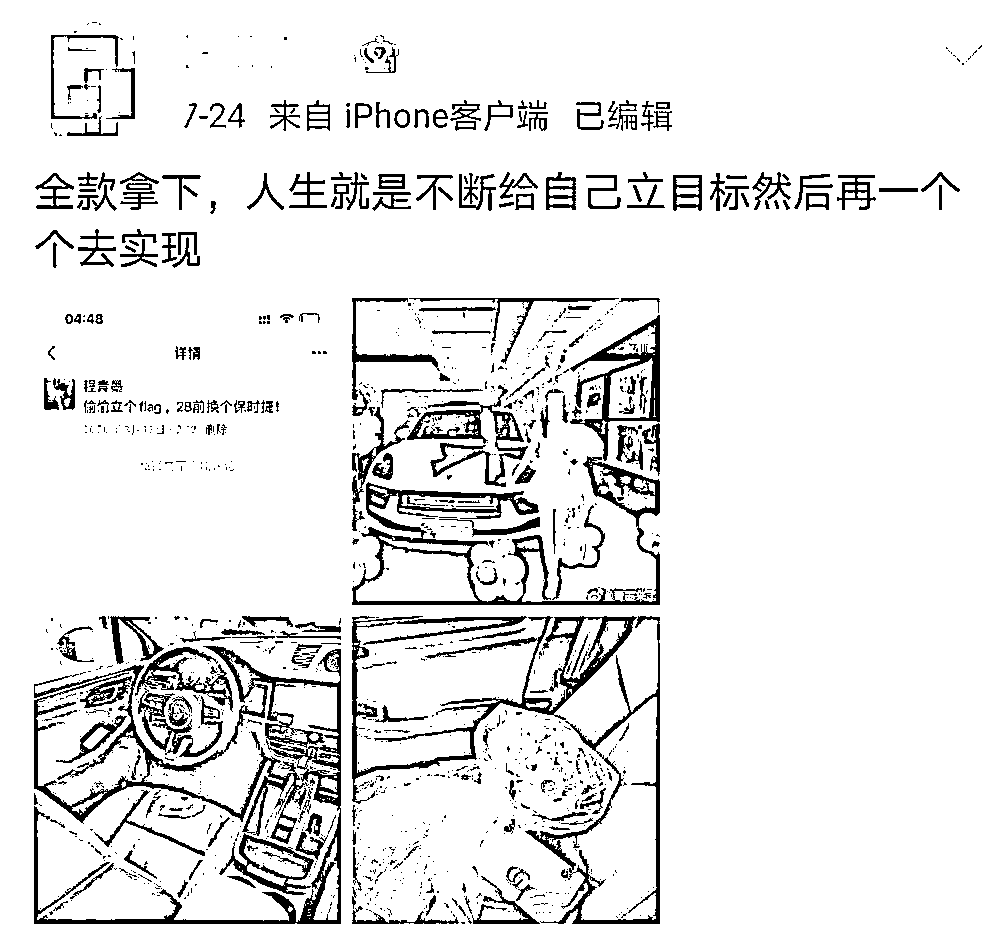 7-24 来自 iPhone客户端 已编辑
全款拿下，人生就是不断给自己立目标然后再一个
个去实现
04:48
详情
程青墨
偷偷立个flag，28前换个保时捷！
删除